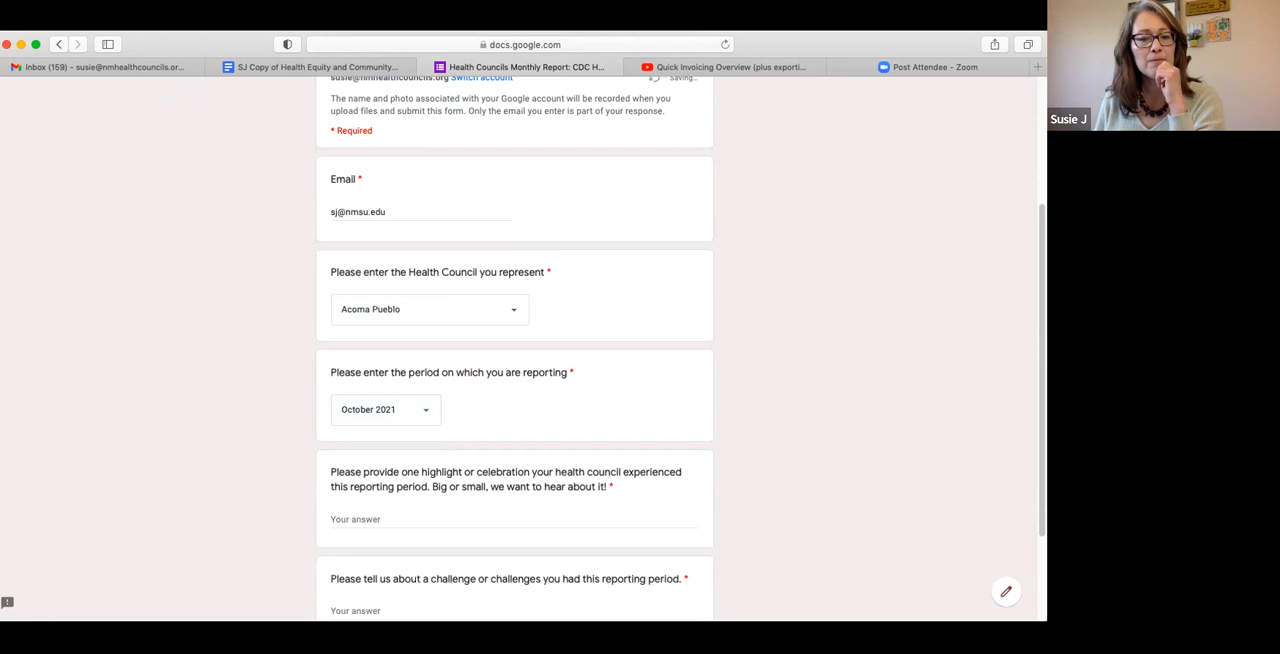 docs.google.com
Inbox (159) - susie@nmhealthcouncils.or...
SJ Copy of Health Equity and Community...
Health Councils Monthly Report: CDC H...
Quick Invoicing Overview (plus exporti...
Post Attendee - Zoom
susie@nmhealthcouncils.org Switch account
Saving...
The name and photo associated with your Google account will be recorded when you
upload files and submit this form. Only the email you enter is part of your response.
* Required
Email *
sj@nmsu.edu
Please enter the Health Council you represent *
Acoma Pueblo
Please enter the period on which you are reporting *
October 2021
Please provide one highlight or celebration your health council experienced
this reporting period. Big or small, we want to hear about it! *
Your answer
Please tell us about a challenge or challenges you had this reporting period. *
Your answer
Susie J